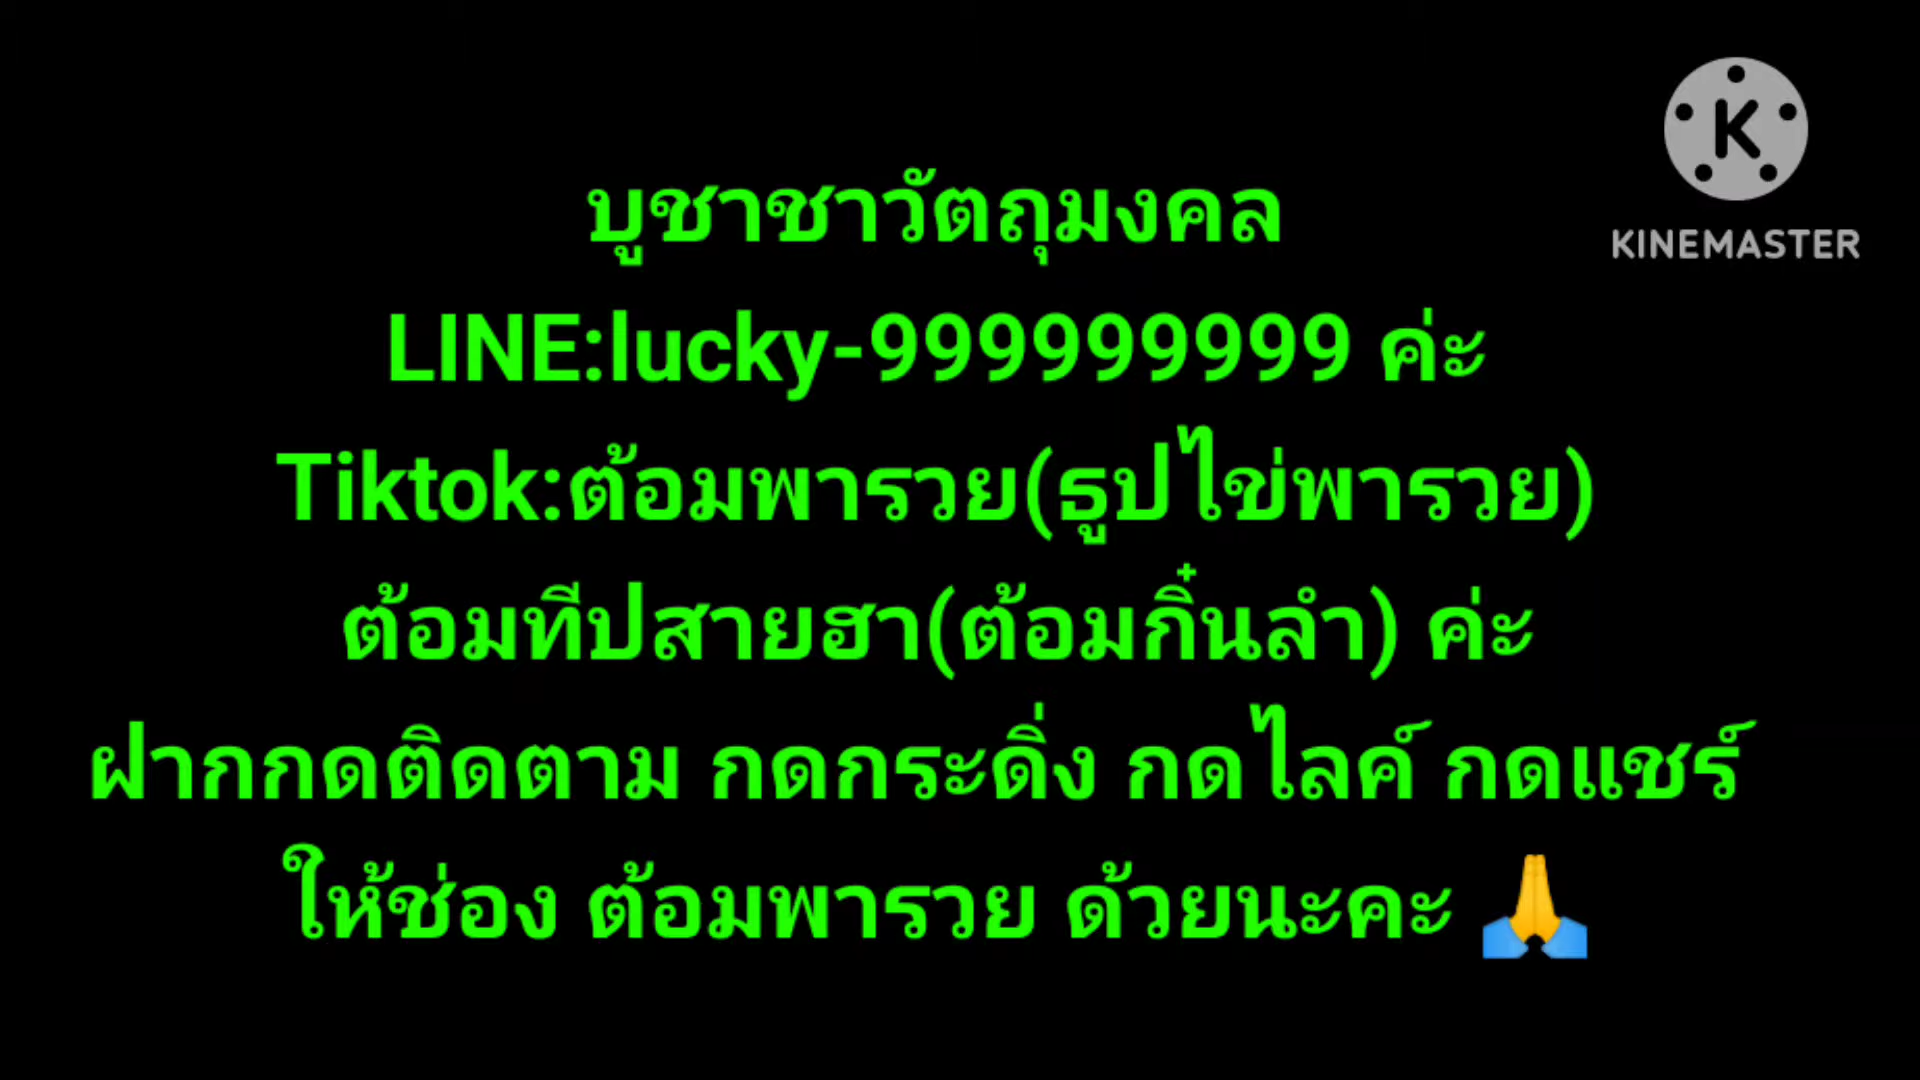 KINEMASTER
บูชาชาวัตถุมงคล
LINE:lucky-999999999 ค่ะ
Tiktok:ต้อมพารวย(ธูปไข่พารวย)
ต้อมทีปสายฮา(ต้อมกิ๋นลำ) ค่ะ
ฝากกดติดตาม กดกระดิ่ง กดไลค์ กดแชร์
ให้ช่อง ต้อมพารวย ด้วยนะคะ 🙏